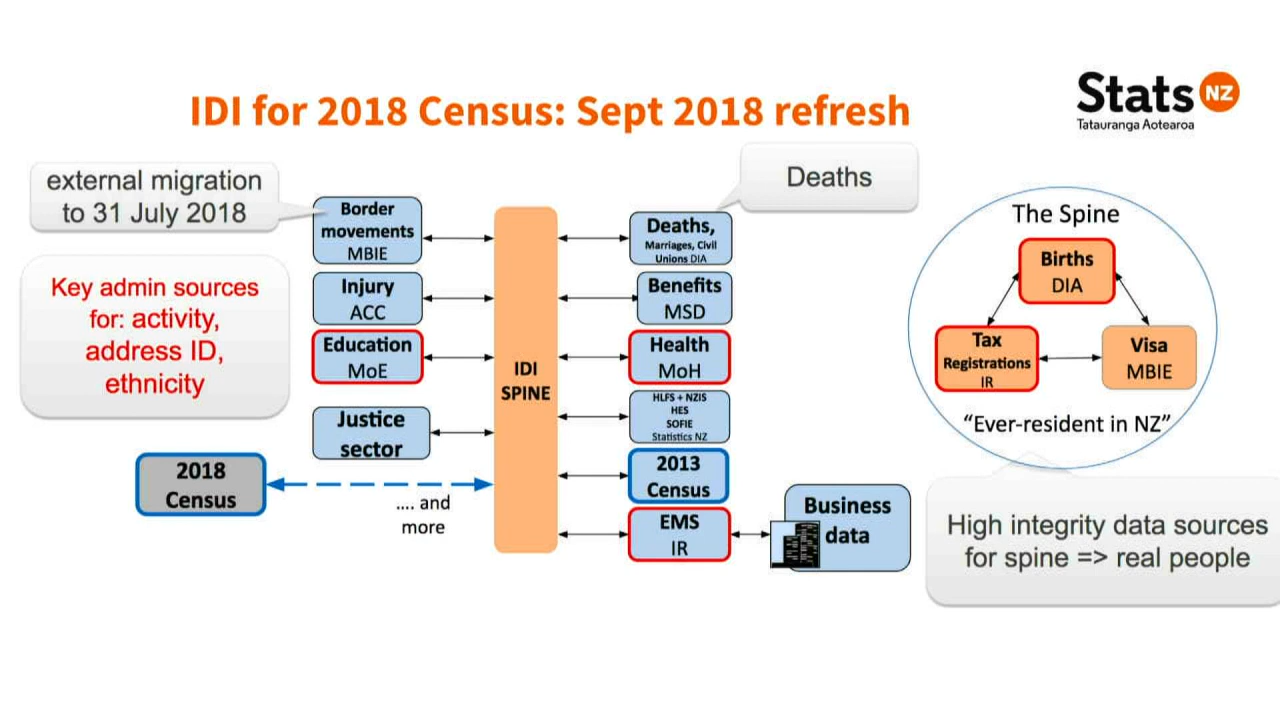 IDI for 2018 Census: Sept 2018 refresh
Stats NZ
Tatauranga Aotearoa
external migration
to 31 July 2018
Key admin sources
for: activity,
address ID,
ethnicity
Border
movements
MBIE
Injury
ACC
Education
MoE
Justice
sector
2018
Census
.... and
more
IDI
SPINE
Deaths
Deaths,
Marriages, Civil
Unions DIA
Benefits
MSD
Health
MoH
HLFS + NZIS
HES
SOFIE
Statistics NZ
2013
Census
EMS
IR
Business
data
The Spine
Births
DIA
Tax
Registrations
IR
Visa
MBIE
“Ever-resident in NZ”
High integrity data sources
for spine => real people